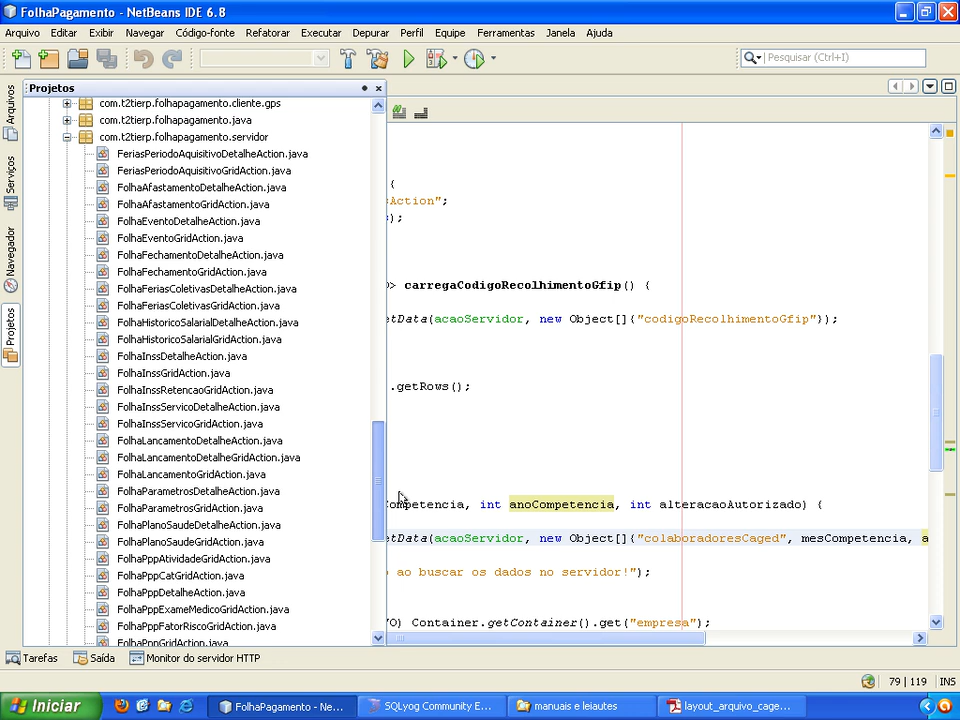 FolhaPagamento - NetBeans IDE 6.8
Arquivo Editar Exibir Navegar Código-fonte Refatorar Executar Depurar Perfil Equipe Ferramentas Janela Ajuda
Pesquisar (Ctrl+I)
Projetos
Arquivos
Serviços
Navegador
Projetos
com.t2tierp.folhapagamento.cliente.gps
com.t2tierp.folhapagamento.java
com.t2tierp.folhapagamento.servidor
FeriasPeriodoAquisitivoDetalheAction.java
FeriasPeriodoAquisitivoGridAction.java
FolhaAfastamentoDetalheAction.java
FolhaAfastamentoGridAction.java
FolhaEventoDetalheAction.java
FolhaEventoGridAction.java
FolhaFechamentoDetalheAction.java
FolhaFechamentoGridAction.java
FolhaFeriasColetivasDetalheAction.java
FolhaFeriasColetivasGridAction.java
FolhaHistoricoSalarialDetalheAction.java
FolhaHistoricoSalarialGridAction.java
FolhaInssDetalheAction.java
FolhaInssGridAction.java
FolhaInssRetencaoGridAction.java
FolhaInssServicoDetalheAction.java
FolhaInssServicoGridAction.java
FolhaLancamentoDetalheAction.java
FolhaLancamentoDetalheGridAction.java
FolhaLancamentoGridAction.java
FolhaParametrosDetalheAction.java
FolhaParametrosGridAction.java
FolhaPlanoSaudeDetalheAction.java
FolhaPlanoSaudeGridAction.java
FolhaPppAtividadeGridAction.java
FolhaPppCatGridAction.java
FolhaPppDetalheAction.java
FolhaPppExameMedicoGridAction.java
FolhaPppFatorRiscoGridAction.java
FolhaPppGridAction.java
{
Action";
);
> carregaCodigoRecolhimentoGfip() {
etData(acaoServidor, new Object[]{"codigoRecolhimentoGfip"});
.getRows();
Competencia, int anoCompetencia, int alteracaoAutorizado) {
etData(acaoServidor, new Object[]{"colaboradoresCaged", mesCompetencia, a
ao buscar os dados no servidor!");
VO) Container.getContainer().get("empresa");
Tarefas Saída Monitor do servidor HTTP
79 | 119 INS
Iniciar FolhaPagamento - Ne... SQLyog Community E... manuais e leiautes layout_arquivo_cage...